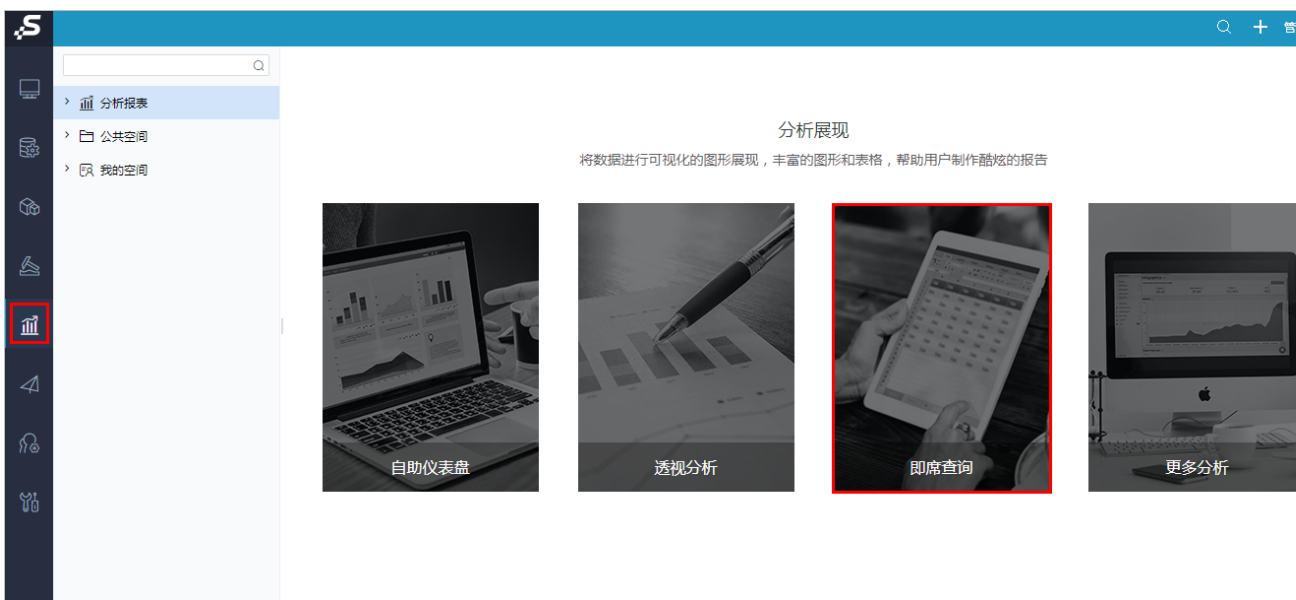 管
分析报表
公共空间
我的空间
分析展现
将数据进行可视化的图形展现，丰富的图形和表格，帮助用户制作酷炫的报告
自助仪表盘
透视分析
即席查询
更多分析